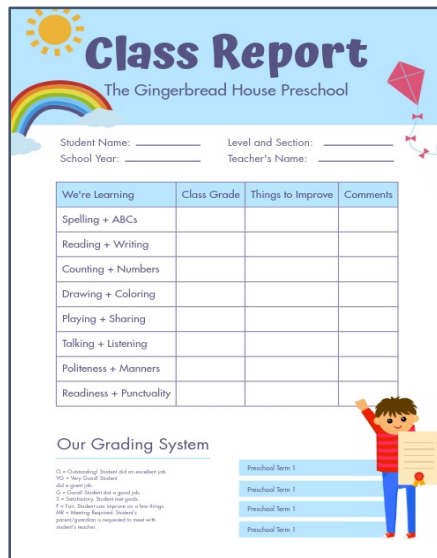 Class Report
The Gingerbread House Preschool
Student Name: Level and Section:
School Year: Teacher's Name:
We're Learning Class Grade Things to Improve Comments
Spelling + ABCs
Reading + Writing
Counting + Numbers
Drawing + Coloring
Playing + Sharing
Talking + Listening
Politeness + Manners
Readiness + Punctuality
Our Grading System
O = Outstanding! Student did an excellent job.
VG = Very Good! Student
did a great job.
G = Good! Student did a good job.
S = Satisfactory. Student met goals.
F = Fair. Student can improve on a few things.
MR = Meeting Required. Student's
parent/guardian is requested to meet with
student's teacher.
Preschool Term 1
Preschool Term 1
Preschool Term 1
Preschool Term 1